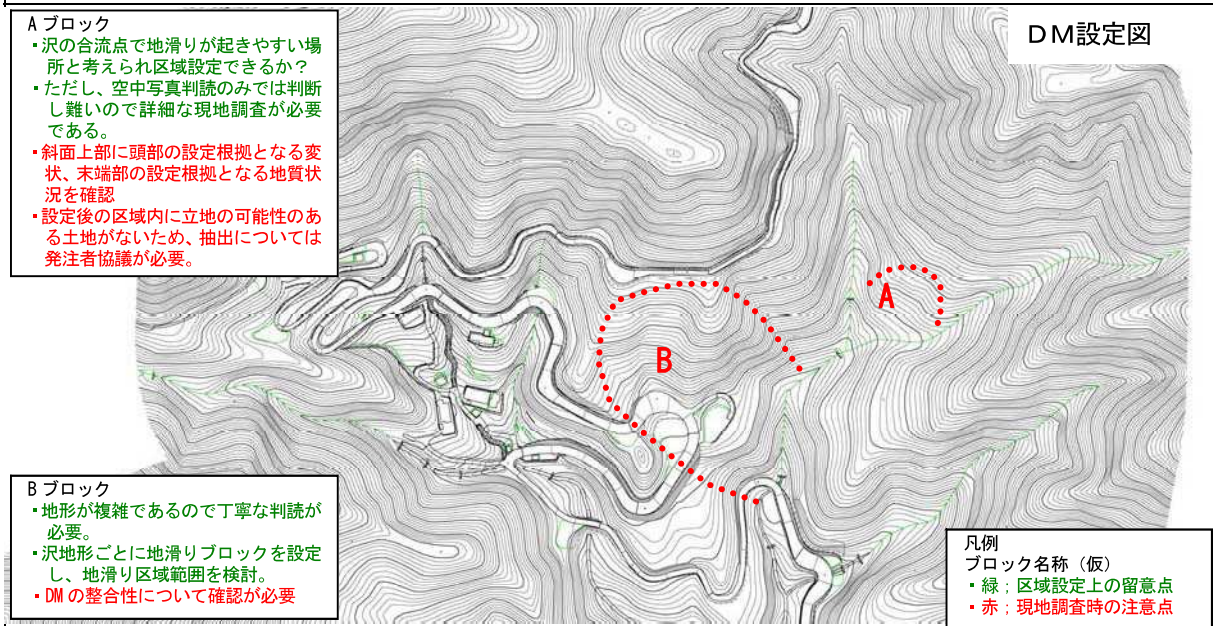 DM設定図
Aブロック
・沢の合流点で地滑りが起きやすい場
所と考えられ区域設定できるか?
・ただし、空中写真判読のみでは判断
し難いので詳細な現地調査が必要
である。
・斜面上部に頭部の設定根拠となる変
状、末端部の設定根拠となる地質状
況を確認
・設定後の区域内に立地の可能性のあ
る土地がないため、抽出については
発注者協議が必要。
A
B
Bブロック
・地形が複雑であるので丁寧な判読が
必要。
・沢地形ごとに地滑りブロックを設定
し、地滑り区域範囲を検討。
・DMの整合性について確認が必要
凡例
ブロック名称(仮)
・緑;区域設定上の留意点
・赤;現地調査時の注意点